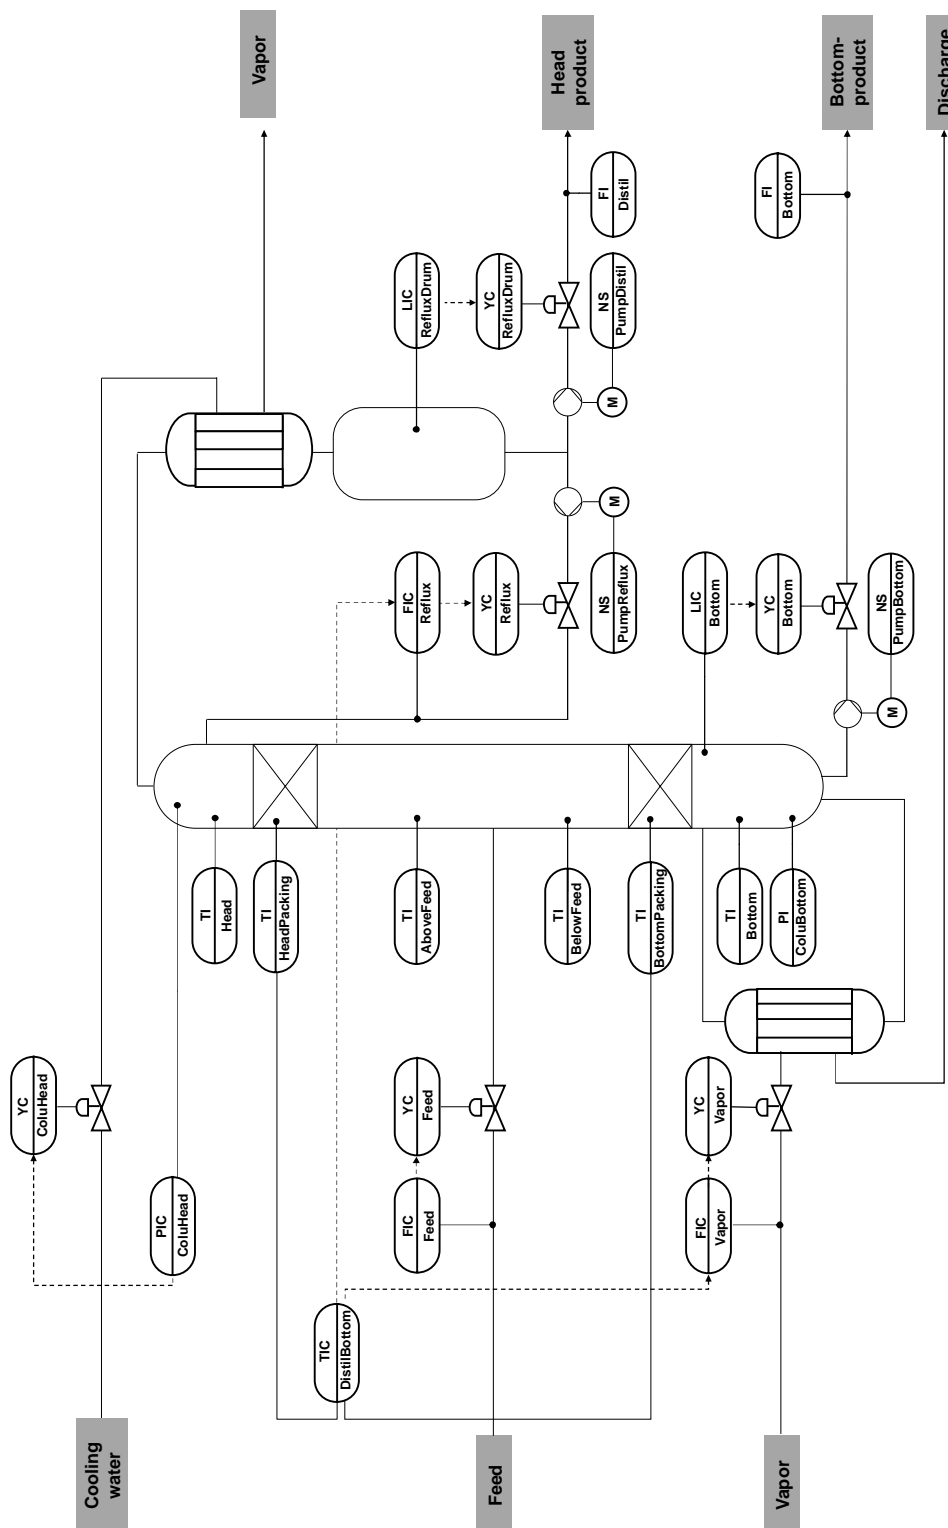 Cooling
water
Feed
Vapor
Vapor
Head
product
Bottom-
product
Discharge
YC
ColuHead
PIC
ColuHead
TIC
DistilBottom
FIC
Feed
YC
Feed
FIC
Vapor
YC
Vapor
TI
Head
TI
HeadPacking
TI
AboveFeed
TI
BelowFeed
TI
BottomPacking
TI
Bottom
PI
ColuBottom
FIC
Reflux
YC
Reflux
NS
PumpReflux
M
LIC
Bottom
YC
Bottom
NS
PumpBottom
M
LIC
RefluxDrum
YC
RefluxDrum
NS
PumpDistil
M
FI
Distil
FI
Bottom